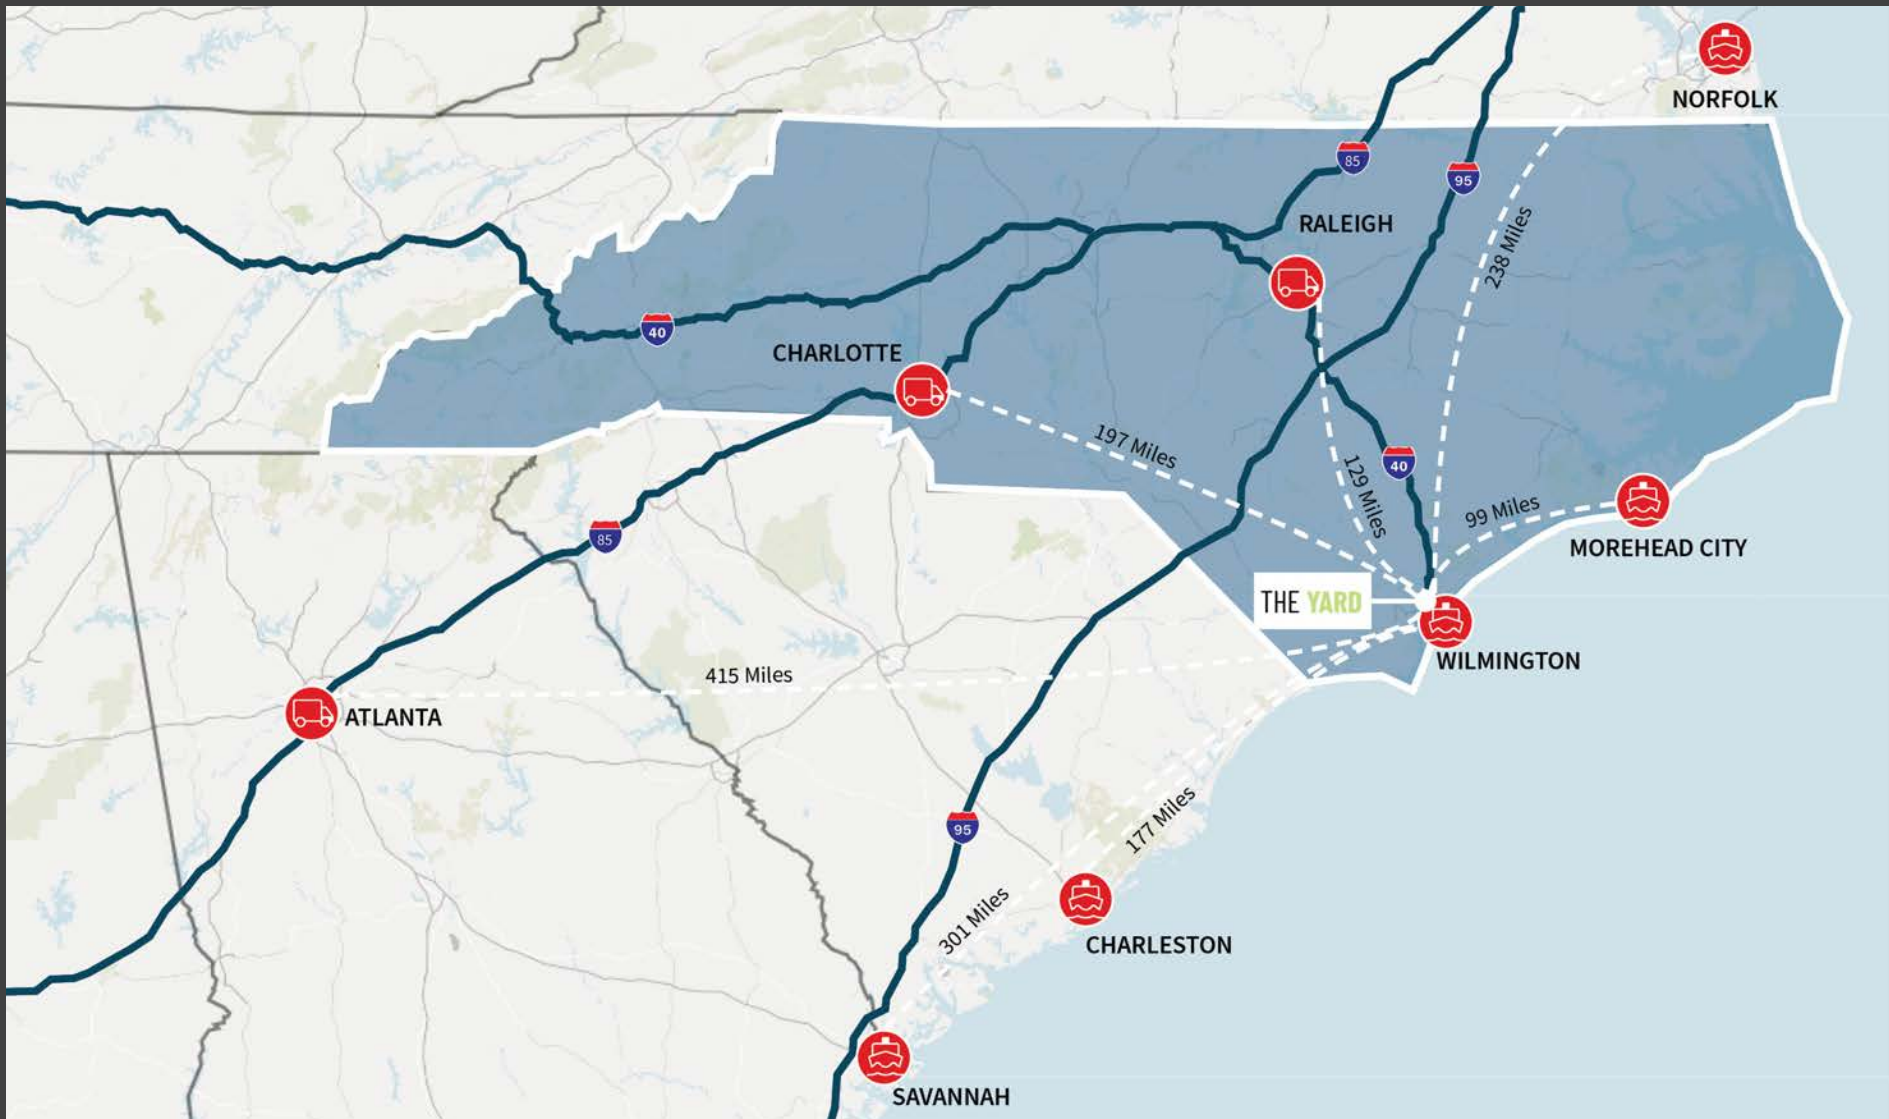 NORFOLK
85
95
RALEIGH
238 Miles
40
CHARLOTTE
197 Miles
129 Miles
40
99 Miles
MOREHEAD CITY
85
THE YARD
WILMINGTON
415 Miles
ATLANTA
95
177 Miles
301 Miles
CHARLESTON
SAVANNAH